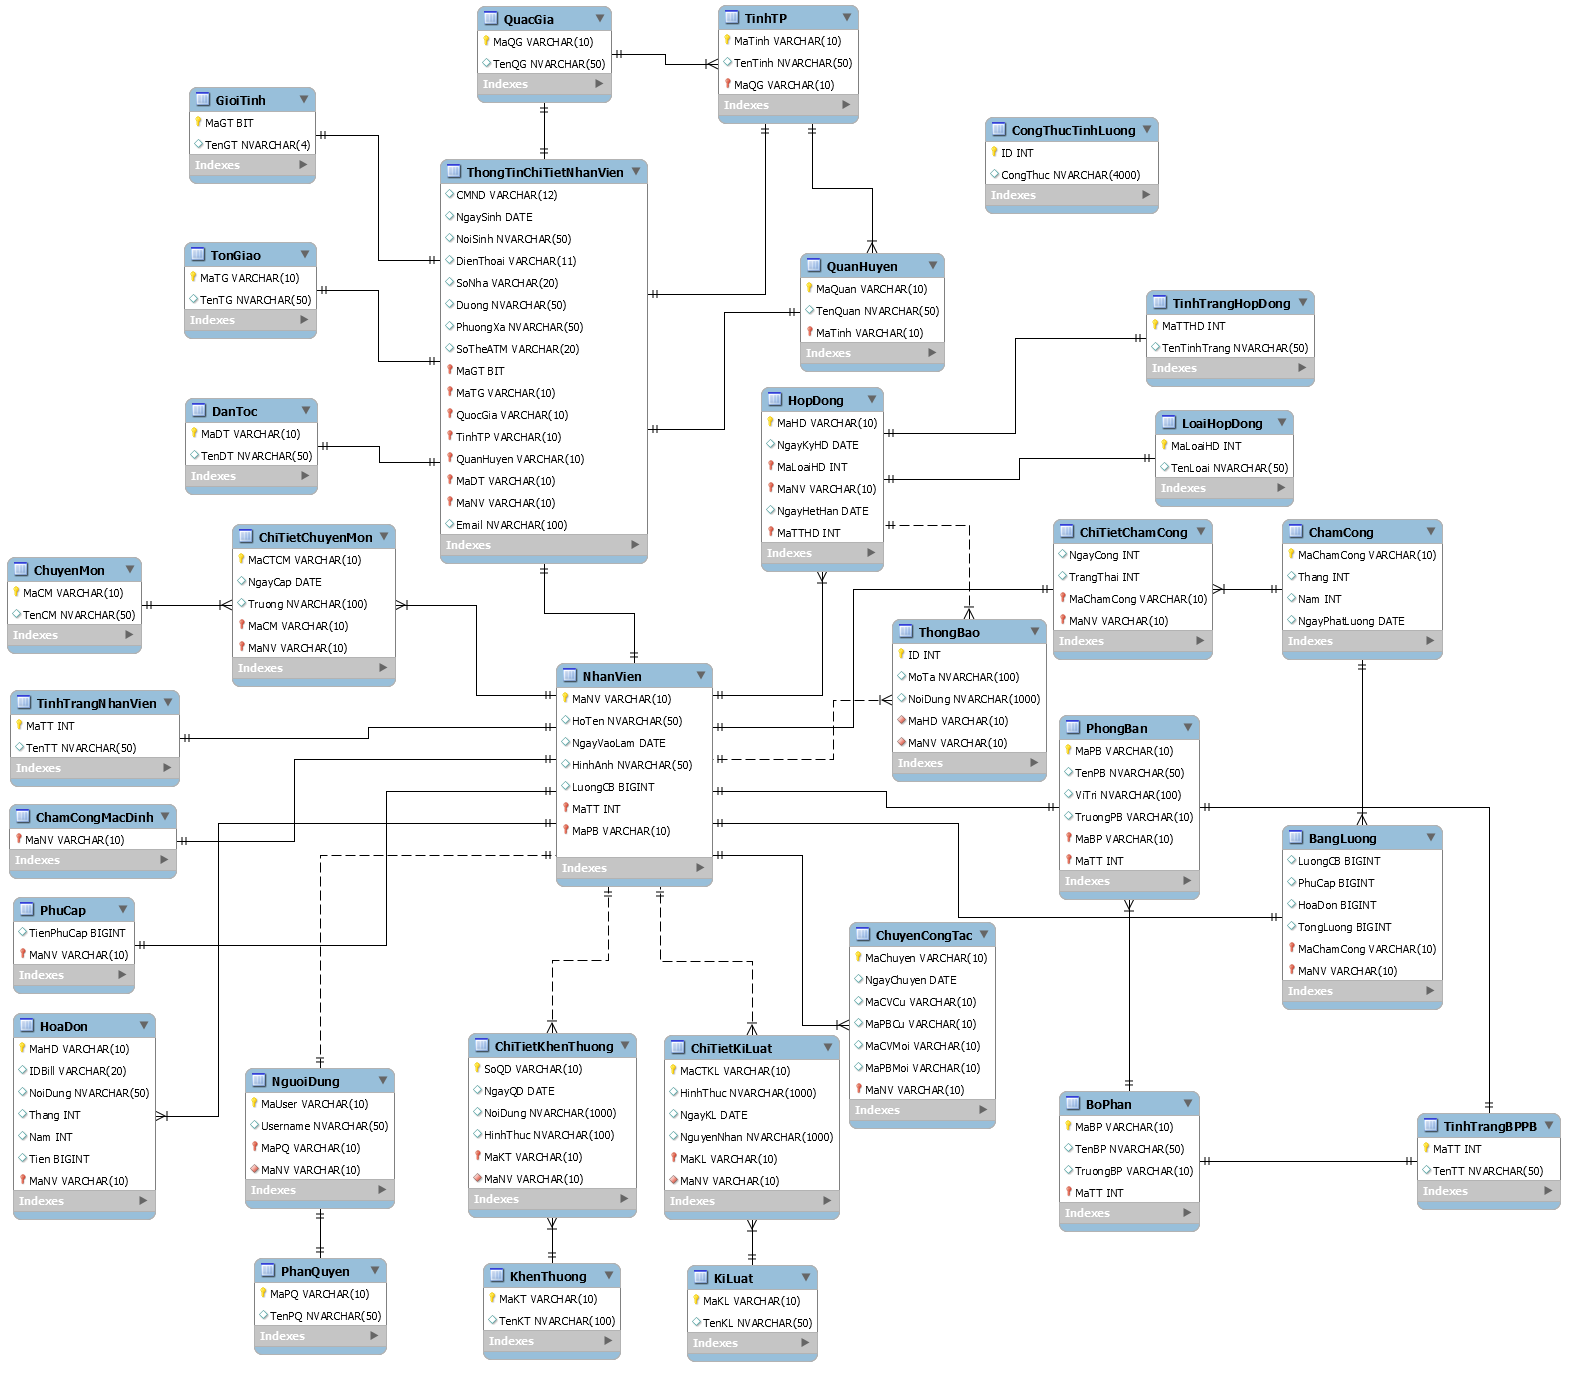 QuacGia
MaQG VARCHAR(10)
TenQG NVARCHAR(50)
Indexes
TinhTP
MaTinh VARCHAR(10)
TenTinh NVARCHAR(50)
MaQG VARCHAR(10)
Indexes
GioiTinh
MaGT BIT
TenGT NVARCHAR(4)
Indexes
CongThucTinhLuong
ID INT
CongThuc NVARCHAR(4000)
Indexes
ThongTinChiTietNhanVien
CMND VARCHAR(12)
NgaySinh DATE
NoiSinh NVARCHAR(50)
DienThoai VARCHAR(11)
SoNha VARCHAR(20)
Duong NVARCHAR(50)
PhuongXa NVARCHAR(50)
SoTheATM VARCHAR(20)
MaGT BIT
MaTG VARCHAR(10)
QuocGia VARCHAR(10)
TinhTP VARCHAR(10)
QuanHuyen VARCHAR(10)
MaDT VARCHAR(10)
MaNV VARCHAR(10)
Email NVARCHAR(100)
Indexes
TonGiao
MaTG VARCHAR(10)
TenTG NVARCHAR(50)
Indexes
QuanHuyen
MaQuan VARCHAR(10)
TenQuan NVARCHAR(50)
MaTinh VARCHAR(10)
Indexes
TinhTrangHopDong
MaTTHD INT
TenTinhTrang NVARCHAR(50)
Indexes
DanToc
MaDT VARCHAR(10)
TenDT NVARCHAR(50)
Indexes
HopDong
MaHD VARCHAR(10)
NgayKyHD DATE
MaLoaiHD INT
MaNV VARCHAR(10)
NgayHetHan DATE
MaTTHD INT
Indexes
LoaiHopDong
MaLoaiHD INT
TenLoai NVARCHAR(50)
Indexes
ChiTietChuyenMon
MaCTCM VARCHAR(10)
NgayCap DATE
Truong NVARCHAR(100)
MaCM VARCHAR(10)
MaNV VARCHAR(10)
Indexes
ChuyenMon
MaCM VARCHAR(10)
TenCM NVARCHAR(50)
Indexes
ChiTietChamCong
NgayCong INT
TrangThai INT
MaChamCong VARCHAR(10)
MaNV VARCHAR(10)
Indexes
ChamCong
MaChamCong VARCHAR(10)
Thang INT
Nam INT
NgayPhatLuong DATE
Indexes
ThongBao
ID INT
MoTa NVARCHAR(100)
NoiDung NVARCHAR(1000)
MaHD VARCHAR(10)
MaNV VARCHAR(10)
Indexes
NhanVien
MaNV VARCHAR(10)
HoTen NVARCHAR(50)
NgayVaoLam DATE
HinhAnh NVARCHAR(50)
LuongCB BIGINT
MaTT INT
MaPB VARCHAR(10)
Indexes
TinhTrangNhanVien
MaTT INT
TenTT NVARCHAR(50)
Indexes
PhongBan
MaPB VARCHAR(10)
TenPB NVARCHAR(50)
ViTri NVARCHAR(100)
TruongPB VARCHAR(10)
MaBP VARCHAR(10)
MaTT INT
Indexes
ChamCongMacDinh
MaNV VARCHAR(10)
Indexes
BangLuong
LuongCB BIGINT
PhuCap BIGINT
HoaDon BIGINT
TongLuong BIGINT
MaChamCong VARCHAR(10)
MaNV VARCHAR(10)
Indexes
PhuCap
TienPhuCap BIGINT
MaNV VARCHAR(10)
Indexes
ChuyenCongTac
MaChuyen VARCHAR(10)
NgayChuyen DATE
MaCVCu VARCHAR(10)
MaPBCu VARCHAR(10)
MaCVMoi VARCHAR(10)
MaPBMoi VARCHAR(10)
MaNV VARCHAR(10)
Indexes
HoaDon
MaHD VARCHAR(10)
IDBill VARCHAR(20)
NoiDung NVARCHAR(50)
Thang INT
Nam INT
Tien BIGINT
MaNV VARCHAR(10)
Indexes
NguoiDung
MaUser VARCHAR(10)
Username NVARCHAR(50)
MaPQ VARCHAR(10)
MaNV VARCHAR(10)
Indexes
ChiTietKhenThuong
SoQD VARCHAR(10)
NgayQD DATE
NoiDung NVARCHAR(1000)
HinhThuc NVARCHAR(100)
MaKT VARCHAR(10)
MaNV VARCHAR(10)
Indexes
ChiTietKiLuat
MaCTKL VARCHAR(10)
HinhThuc NVARCHAR(1000)
NgayKL DATE
NguyenNhan NVARCHAR(1000)
MaKL VARCHAR(10)
MaNV VARCHAR(10)
Indexes
BoPhan
MaBP VARCHAR(10)
TenBP NVARCHAR(50)
TruongBP VARCHAR(10)
MaTT INT
Indexes
TinhTrangBPPB
MaTT INT
TenTT NVARCHAR(50)
Indexes
PhanQuyen
MaPQ VARCHAR(10)
TenPQ NVARCHAR(50)
Indexes
KhenThuong
MaKT VARCHAR(10)
TenKT NVARCHAR(100)
Indexes
KiLuat
MaKL VARCHAR(10)
TenKL NVARCHAR(50)
Indexes